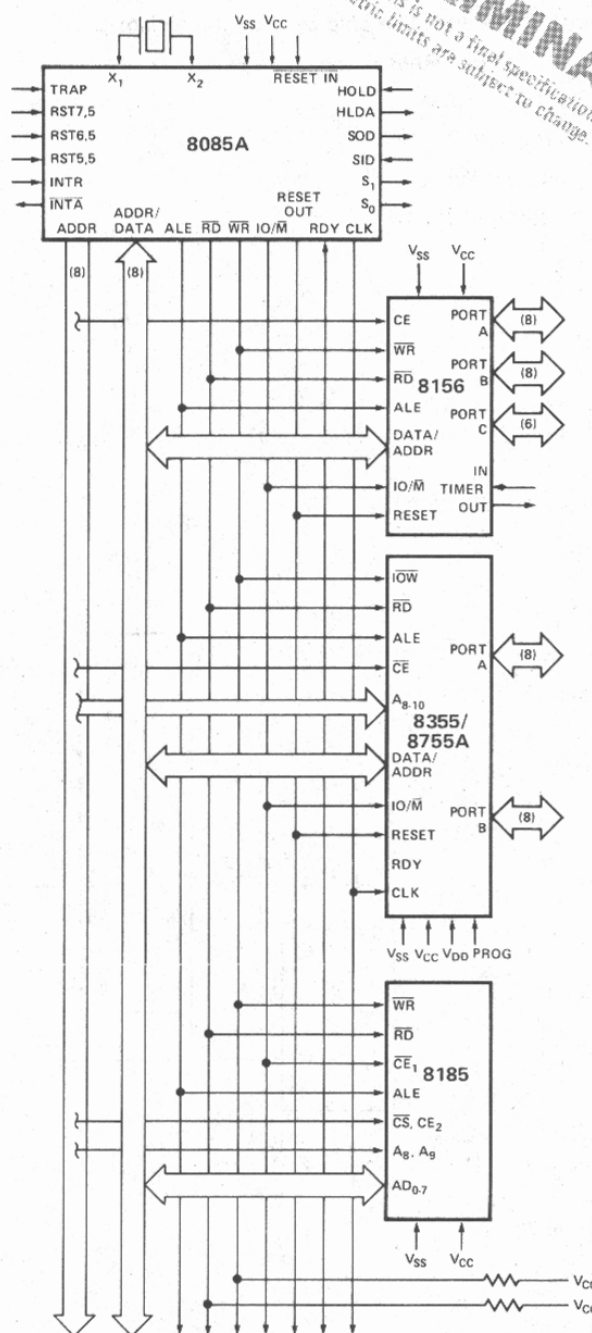 PRELIMINARY
is is not a final specification
etric limits are subject to change.
VSS VCC
X1 X2 RESET IN
TRAP HOLD
RST7,5 HLDA
RST6,5 8085A SOD
RST5,5 SID
INTR S1
INTA S0
ADDR ADDR/ DATA ALE RD WR IO/M RESET OUT RDY CLK
(8) (8)
VSS VCC
CE PORT A (8)
WR
RD PORT B (8)
8156
ALE PORT C (6)
DATA/ ADDR
IN
IO/M TIMER
RESET OUT
IOW
RD
ALE PORT A (8)
CE
A8-10
8355/
8755A
DATA/ ADDR
IO/M PORT B (8)
RESET
RDY
CLK
VSS VCC VDD PROG
WR
RD
CE1 8185
ALE
CS, CE2
A8, A9
AD0-7
VSS VCC
VCC
VCC